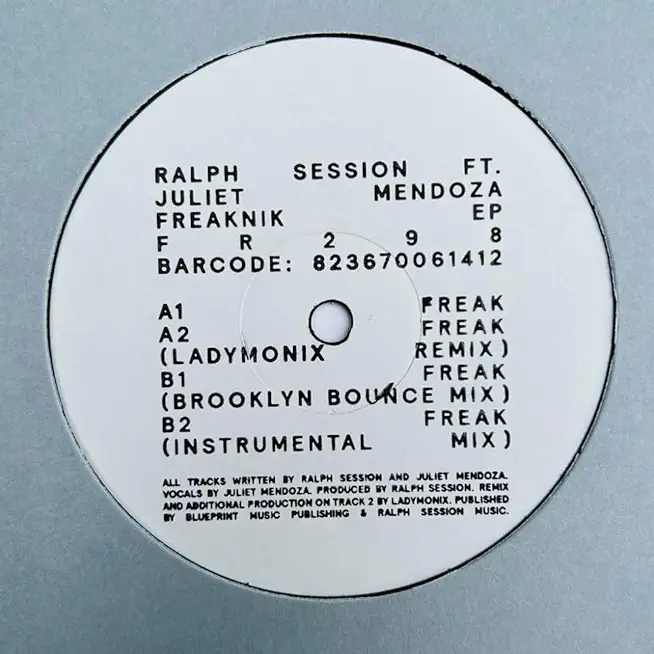 RALPH SESSION FT.
JULIET MENDOZA
FREAKNIK EP
F R 2 9 8
BARCODE: 823670061412
A1 FREAK
A2 FREAK
(LADYMONIX REMIX)
B1 FREAK
(BROOKLYN BOUNCE MIX)
B2 FREAK
(INSTRUMENTAL MIX)
ALL TRACKS WRITTEN BY RALPH SESSION AND JULIET MENDOZA.
VOCALS BY JULIET MENDOZA. PRODUCED BY RALPH SESSION. REMIX
AND ADDITIONAL PRODUCTION ON TRACK 2 BY LADYMONIX. PUBLISHED
BY BLUEPRINT MUSIC PUBLISHING & RALPH SESSION MUSIC.